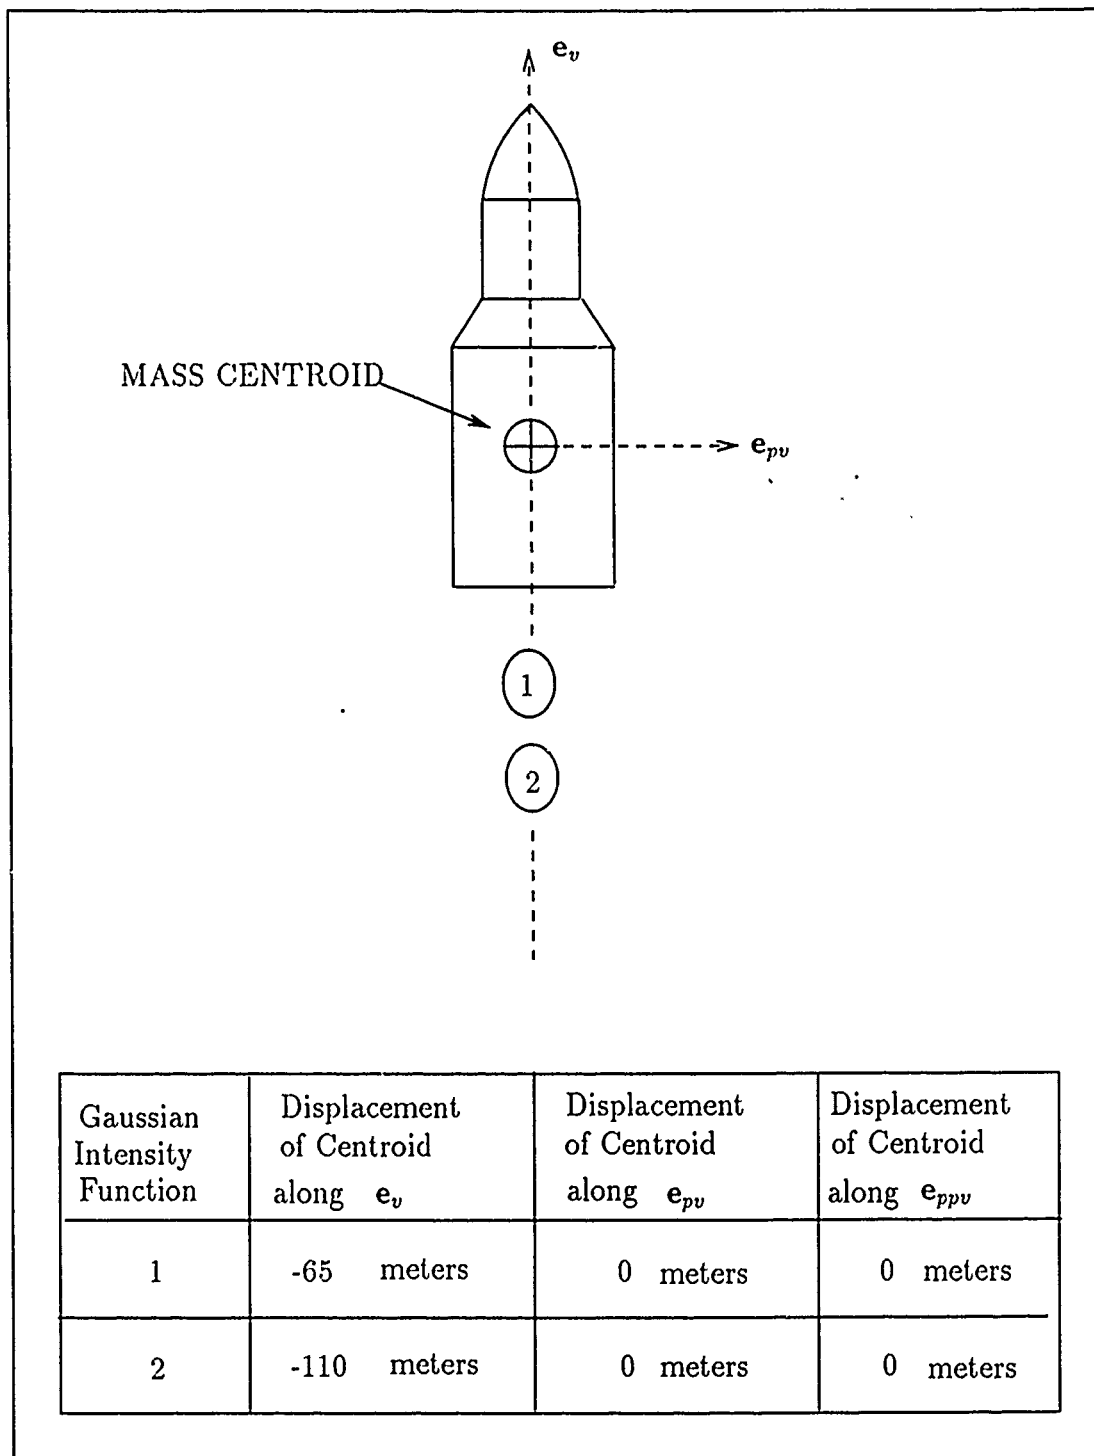 e_v
MASS CENTROID
e_pv
1
2
Gaussian Intensity Function
Displacement of Centroid along e_v
Displacement of Centroid along e_pv
Displacement of Centroid along e_ppv
1 -65 meters 0 meters 0 meters
2 -110 meters 0 meters 0 meters